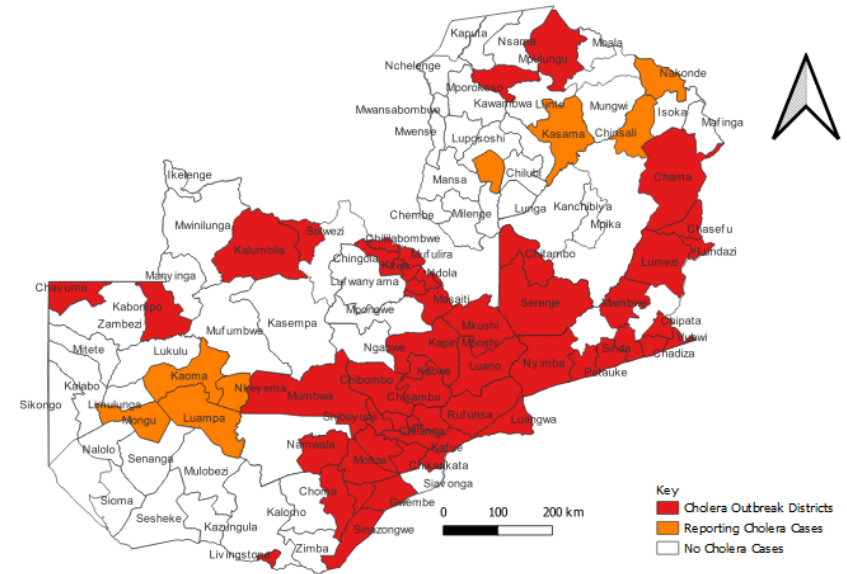 Kaputa
Nsama
Mbala
Mpulungu
Nchelenge
Nakonde
Mporokoso
Kawambwa
Lunte
Mungwi
Isoka
Mafinga
Mwansabombwe
Mwense
Kasama
Chinsali
Lupososhi
Chilubi
Mansa
Chama
Ikelenge
Lunga
Kanchibiya
Chembe
Milenge
Mpika
Mwinilunga
Solwezi
Chasefu
Kalumbila
Chililabombwe
Mufulira
Chitambo
Lundazi
Chingola
Kitwe
Lumezi
Manyinga
Ndola
Lufwanyama
Chavuma
Kabompo
Masaiti
Serenje
Mambwe
Zambezi
Mpongwe
Mufumbwe
Kasempa
Mkushi
Chipata
Mitete
Lukulu
Ngabwe
Kapiri
Mposhi
Sinda
Chadiza
Kaoma
Luano
Nyimba
Petauke
Kalabo
Nkeyema
Chibombo
Kabwe
Sikongo
Limulunga
Mumbwa
Chisamba
Mongu
Luampa
Shibuyunji
Rufunsa
Luangwa
Chilanga
Nalolo
Namwala
Kafue
Senanga
Monze
Chikankata
Mulobezi
Siavonga
Sioma
Choma
Gwembe
Sesheke
Kalomo
Kazungula
Sinazongwe
Livingstone
Zimba
0 100 200 km
Key
Cholera Outbreak Districts
Reporting Cholera Cases
No Cholera Cases